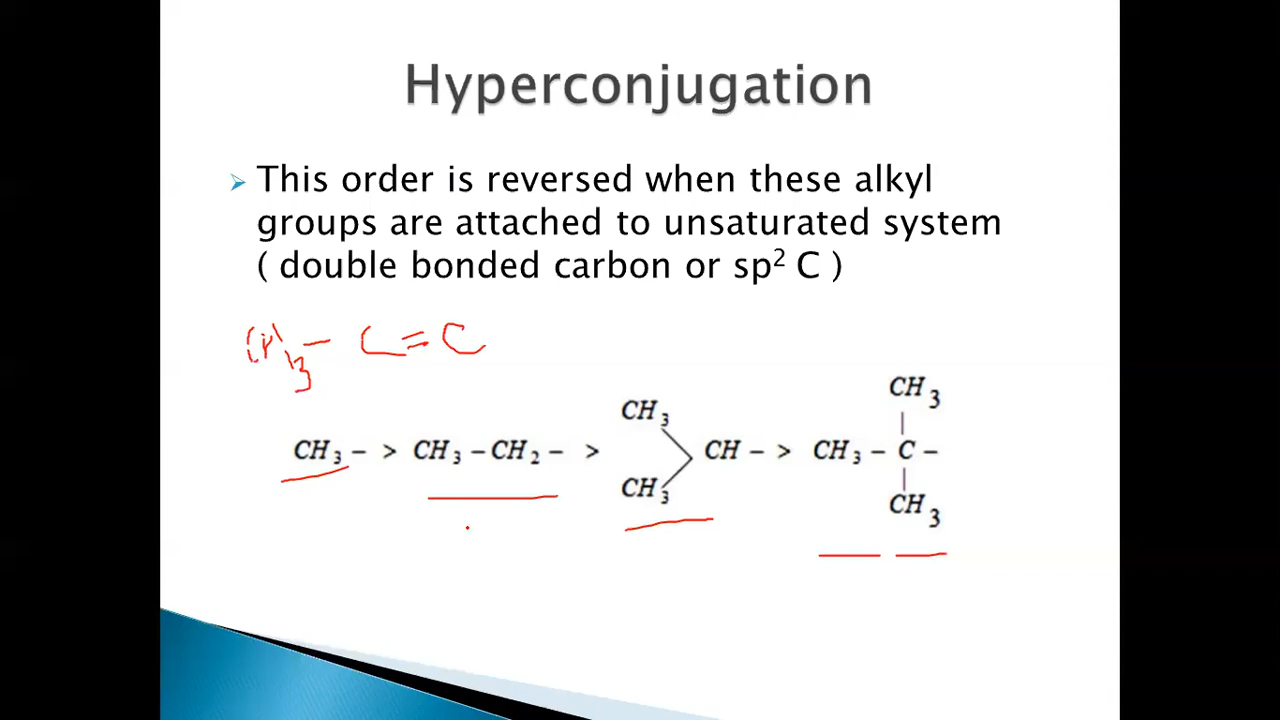 Hyperconjugation
This order is reversed when these alkyl
groups are attached to unsaturated system
( double bonded carbon or sp² C )
C=C
CH₃
CH₃
CH₃ – > CH₃ – CH₂ – > CH – > CH₃ – C –
CH₃
CH₃